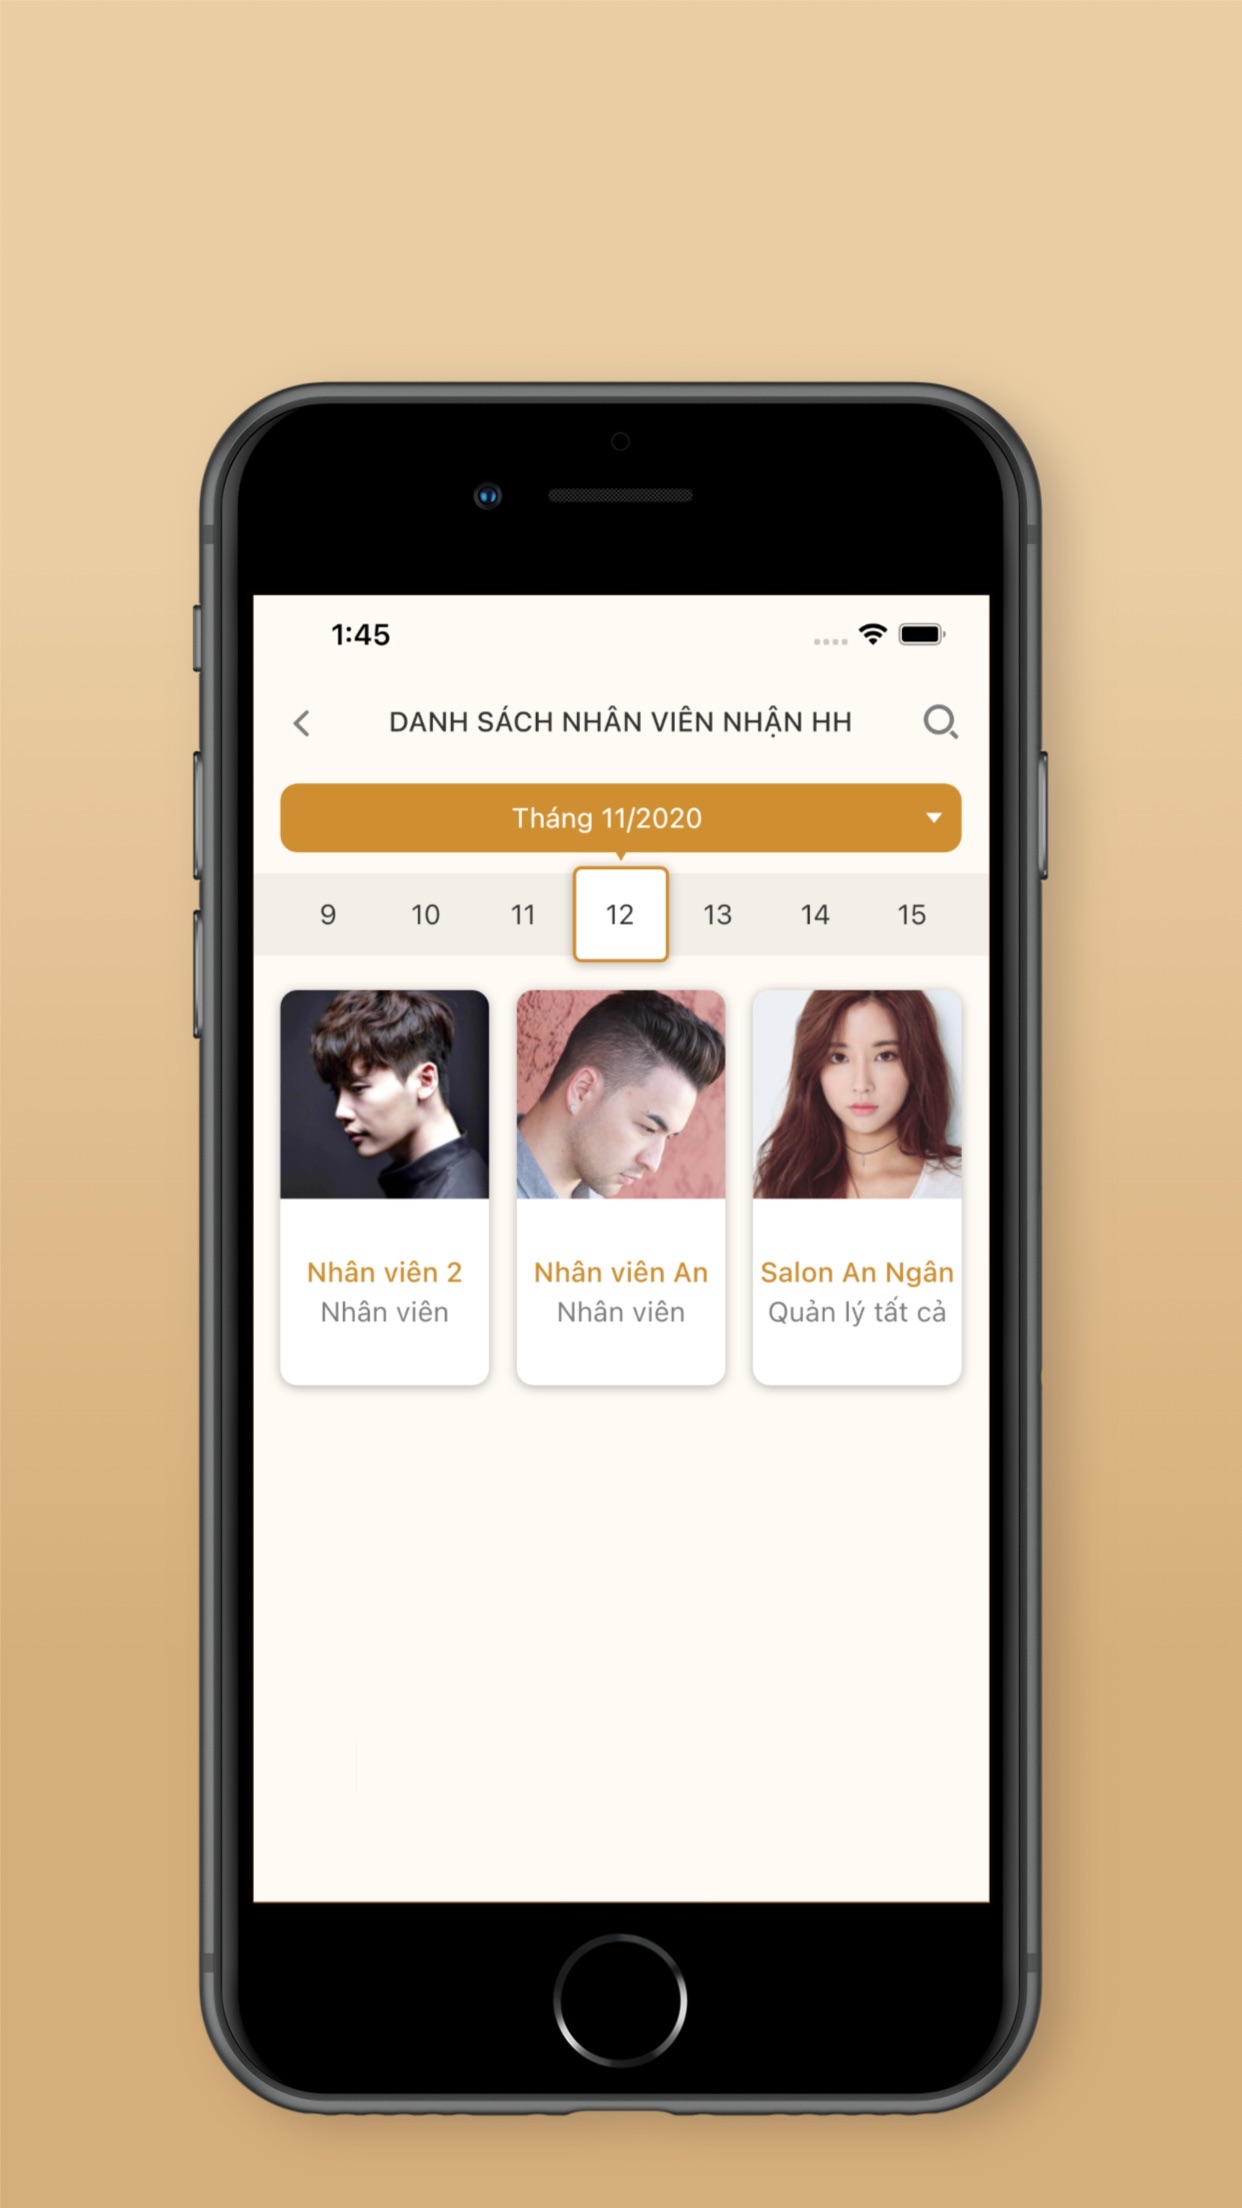 1:45
DANH SÁCH NHÂN VIÊN NHẬN HH
Tháng 11/2020
9 10 11 12 13 14 15
Nhân viên 2
Nhân viên
Nhân viên An
Nhân viên
Salon An Ngân
Quản lý tất cả